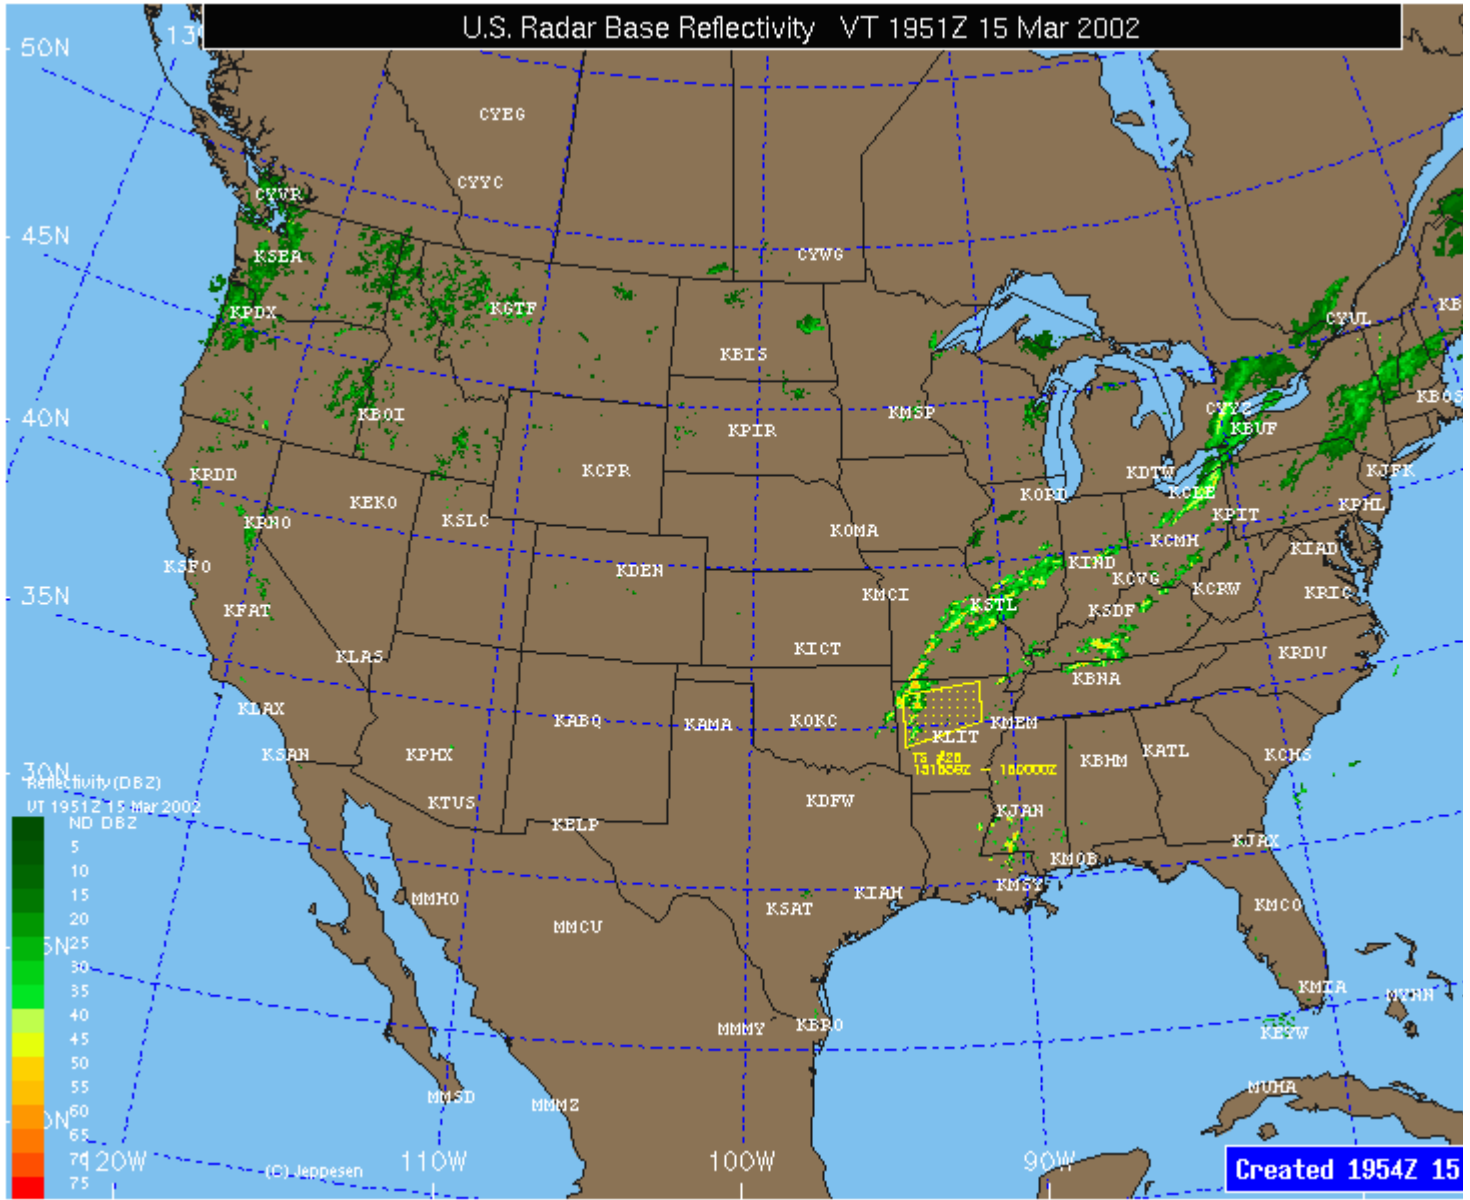 U.S. Radar Base Reflectivity VT 1951Z 15 Mar 2002
50N
13
CYEG
CYYC
CYVR
45N
KSEA
CYWG
KPDX
KGTF
CYUL
KB
KBIS
40N
KBOI
KMSP
CYYZ
KBOS
KPIR
KBUF
KRDD
KCPR
KDTW
KJFK
KEKO
KORD
KCLE
KRNO
KSLC
KOMA
KPIT
KPHL
KSFO
KDEN
KCMH
KIAD
KIND
35N
KFAT
KMCI
KSTL
KCVG
KCRW
KRIC
KSDF
KLAS
KICT
KRDU
KBNA
KLAX
KABQ
KAMA
KOKC
KMEM
KLIT
KSAN
KPHX
KBHM
KATL
KCHS
30N
Reflectivity(DBZ)
VT 1951Z 15 Mar 2002
KTUS
KDFW
KJAN
KELP
ND DBZ
5
KJAX
KMOB
10
15
MMHO
KIAH
KMSY
20
KSAT
KMCO
25
5N
MMCU
30
35
KMIA
MYNN
40
MMMY
KBRO
KEYW
45
50
55
MMSD
MMMZ
MUHA
60
0N
65
70
75
120W
(C) Jeppesen
110W
100W
90W
Created 1954Z 15